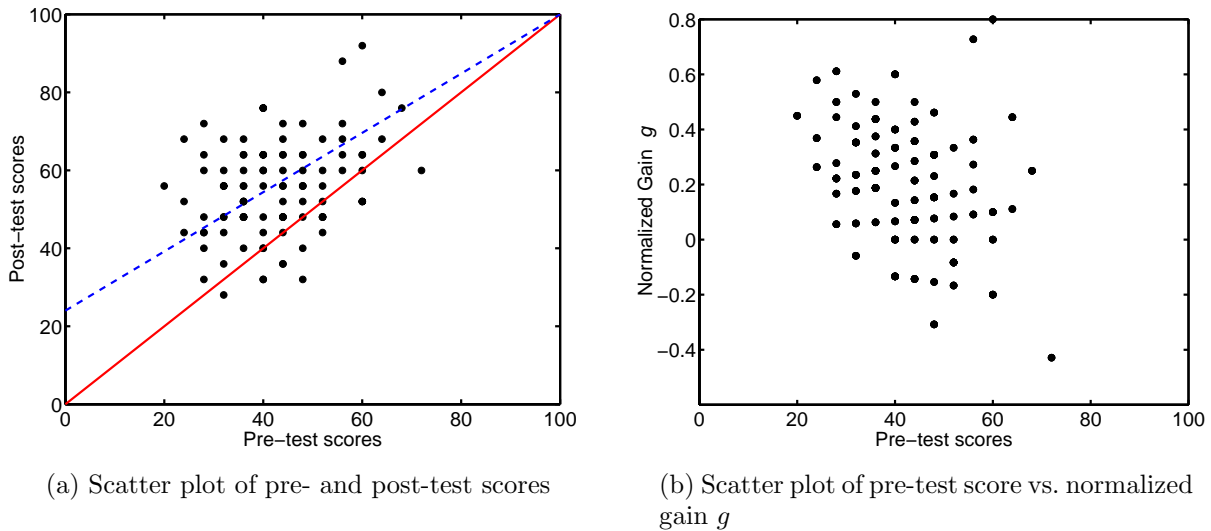 100
80
60
40
20
0
Post−test scores
0 20 40 60 80 100
Pre−test scores
(a) Scatter plot of pre- and post-test scores
0.8
0.6
0.4
0.2
0
−0.2
−0.4
Normalized Gain g
0 20 40 60 80 100
Pre−test scores
(b) Scatter plot of pre-test score vs. normalized
gain g